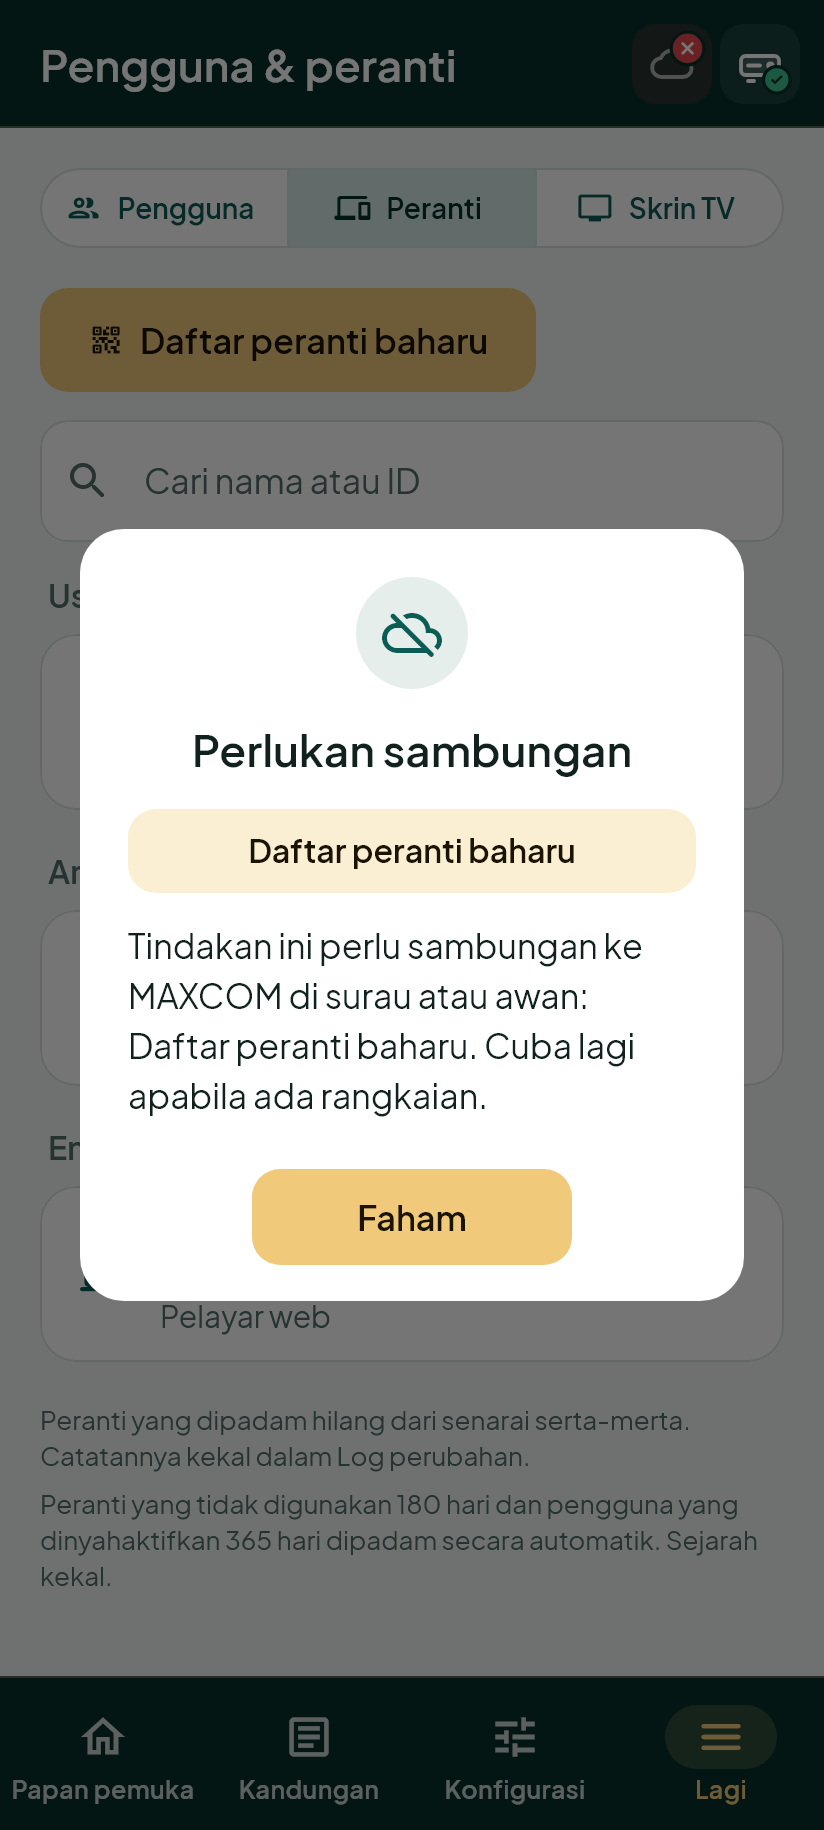 Pengguna & peranti
Pengguna
Peranti
Skrin TV
Daftar peranti baharu
Cari nama atau ID
Perlukan sambungan
Daftar peranti baharu
Tindakan ini perlu sambungan ke
MAXCOM di surau atau awan:
Daftar peranti baharu. Cuba lagi
apabila ada rangkaian.
Faham
Pelayar web
Peranti yang dipadam hilang dari senarai serta-merta.
Catatannya kekal dalam Log perubahan.
Peranti yang tidak digunakan 180 hari dan pengguna yang
dinyahaktifkan 365 hari dipadam secara automatik. Sejarah
kekal.
Papan pemuka
Kandungan
Konfigurasi
Lagi